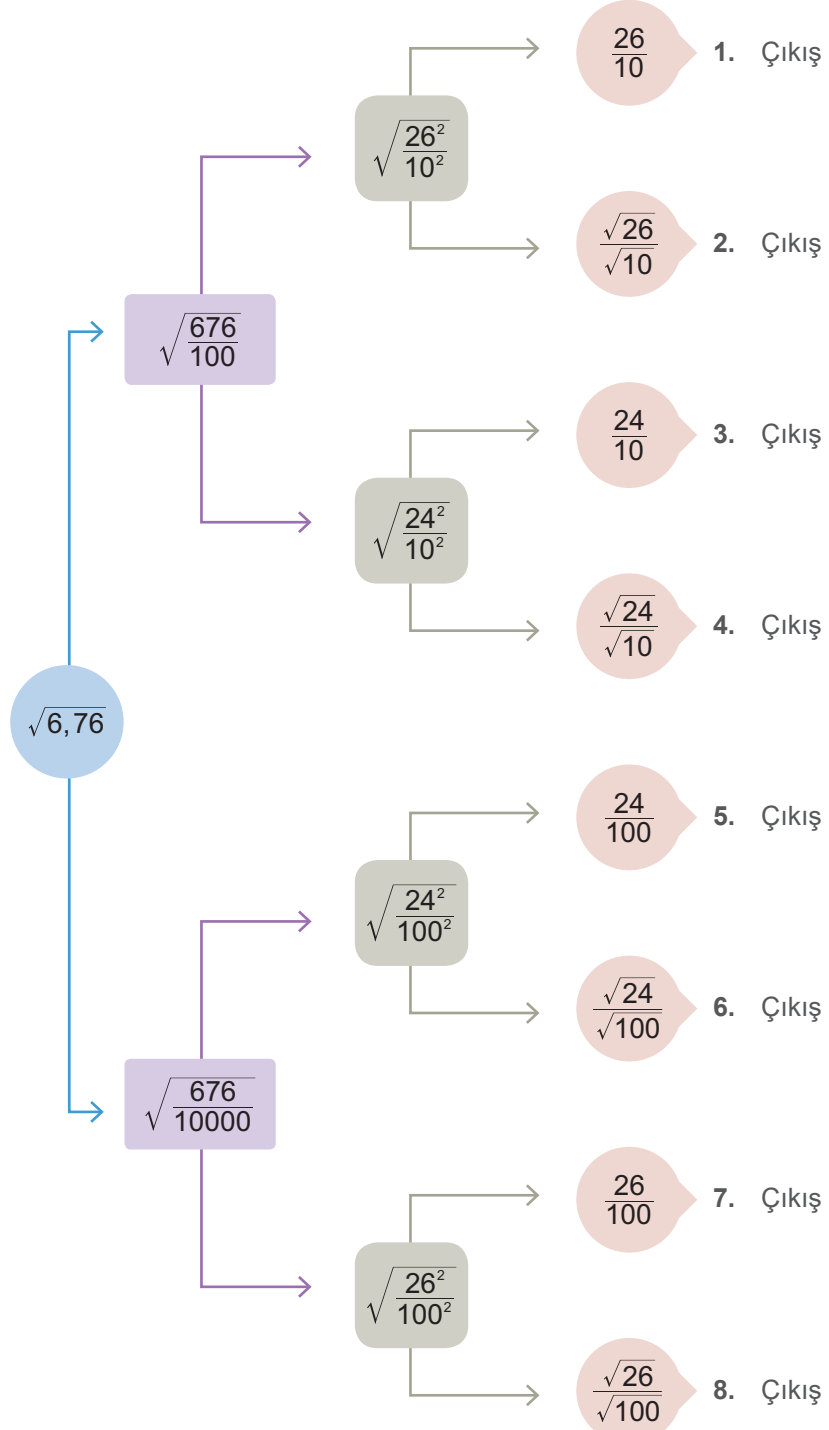 26/10 1. Çıkış
√(26²/10²)
√26/√10 2. Çıkış
√(676/100)
24/10 3. Çıkış
√(24²/10²)
√24/√10 4. Çıkış
√6,76
24/100 5. Çıkış
√(24²/100²)
√24/√100 6. Çıkış
√(676/10000)
26/100 7. Çıkış
√(26²/100²)
√26/√100 8. Çıkış